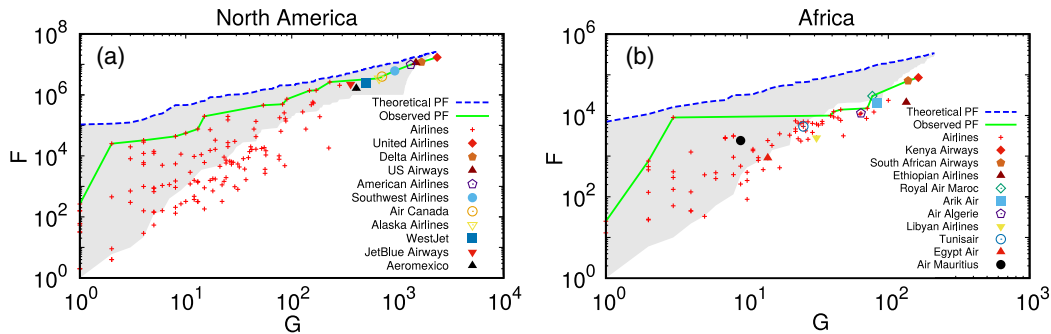 North America
(a)
F
10^8
10^6
10^4
10^2
10^0
Theoretical PF
Observed PF
Airlines
United Airlines
Delta Airlines
US Airways
American Airlines
Southwest Airlines
Air Canada
Alaska Airlines
WestJet
JetBlue Airways
Aeromexico
10^0 10^1 10^2 10^3 10^4
G
Africa
(b)
F
10^6
10^4
10^2
10^0
Theoretical PF
Observed PF
Airlines
Kenya Airways
South African Airways
Ethiopian Airlines
Royal Air Maroc
Arik Air
Air Algerie
Libyan Airlines
Tunisair
Egypt Air
Air Mauritius
10^0 10^1 10^2 10^3
G